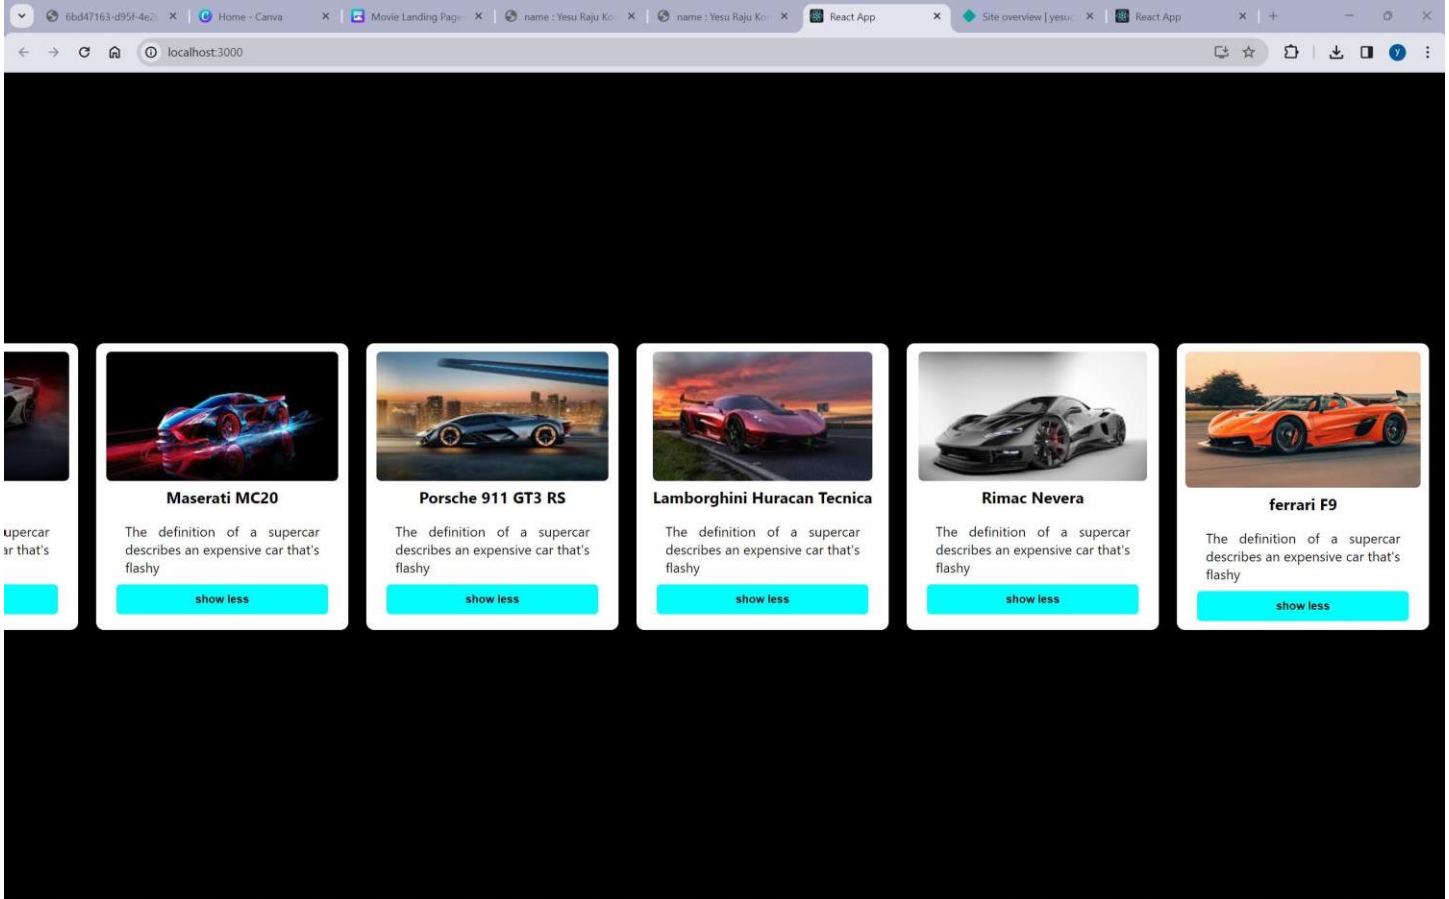 6bd47163-d95f-4e2
Home - Canva
Movie Landing Page
name : Yesu Raju Ko
name : Yesu Raju Ko
React App
Site overview | yesu
React App
localhost:3000
y
upercar
ar that's
Maserati MC20
The definition of a supercar
describes an expensive car that's
flashy
show less
Porsche 911 GT3 RS
The definition of a supercar
describes an expensive car that's
flashy
show less
Lamborghini Huracan Tecnica
The definition of a supercar
describes an expensive car that's
flashy
show less
Rimac Nevera
The definition of a supercar
describes an expensive car that's
flashy
show less
ferrari F9
The definition of a supercar
describes an expensive car that's
flashy
show less